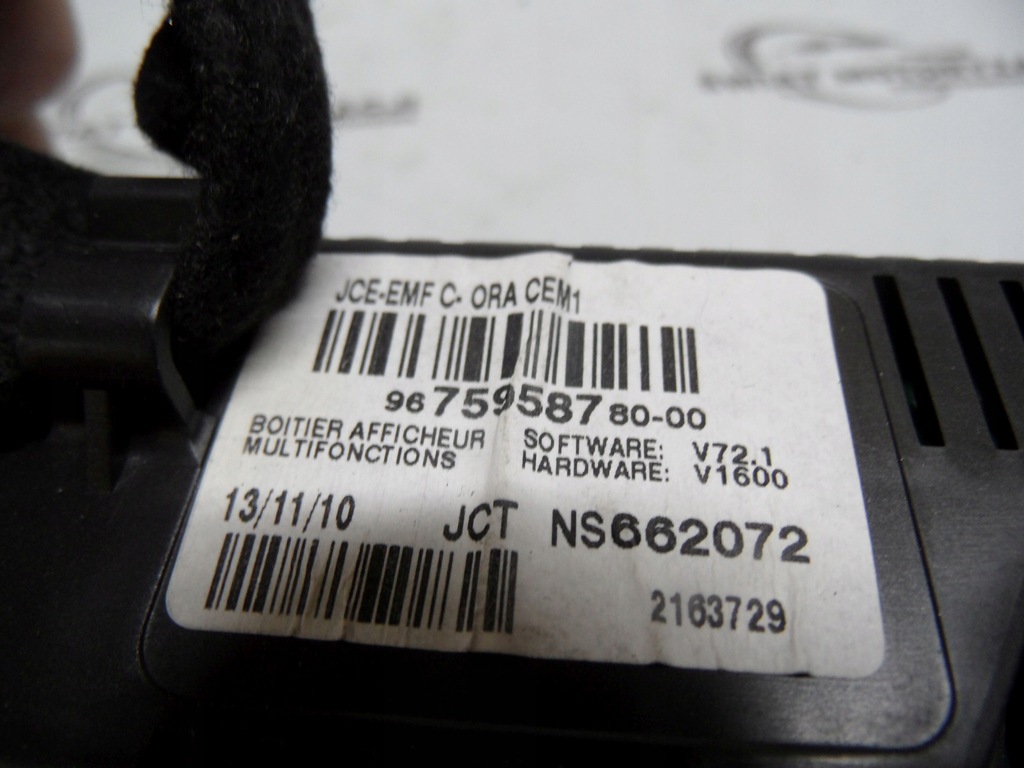 JCE-EMF C- ORA CEM1
96 759587 80-00
BOITIER AFFICHEUR
MULTIFONCTIONS
SOFTWARE: V72.1
HARDWARE: V1600
13/11/10 JCT NS662072
2163729